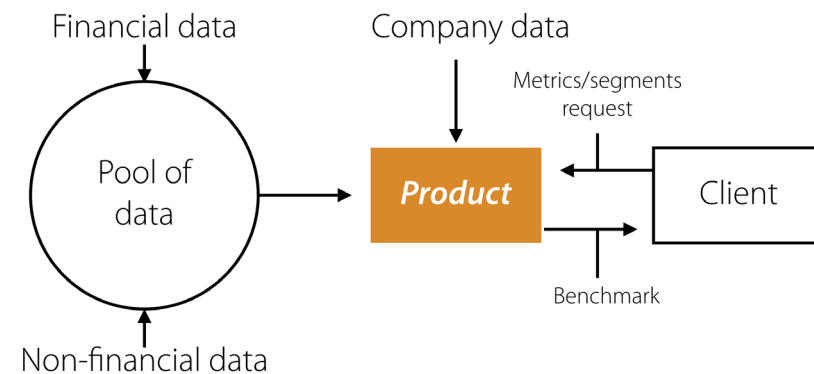 Financial data
Company data
Metrics/segments
request
Pool of
data
Product
Client
Benchmark
Non-financial data